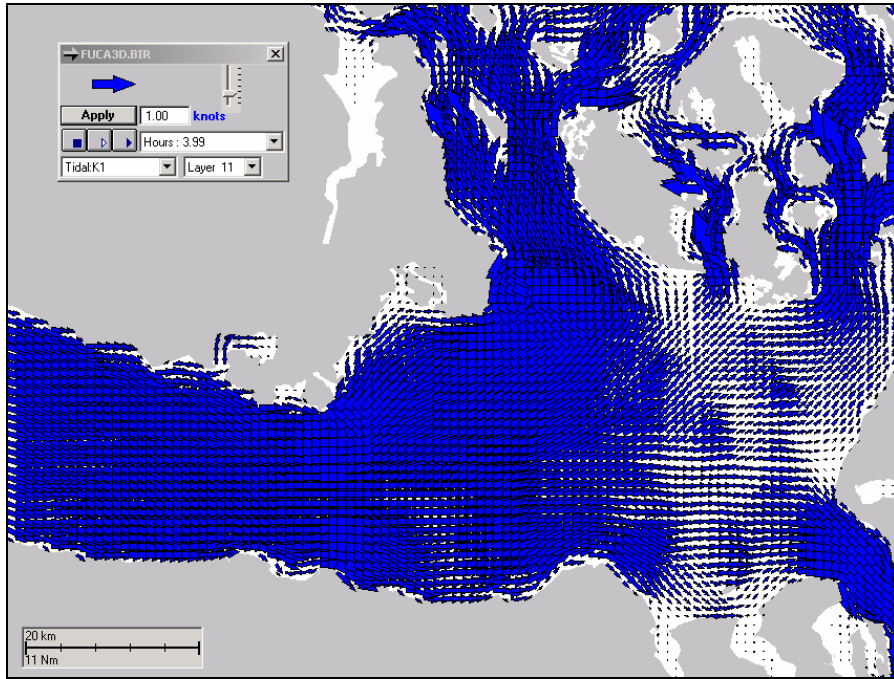 FUCA3D.BIR
Apply 1.00 knots
Hours : 3.99
Tidal:K1 Layer 11
20 km
11 Nm